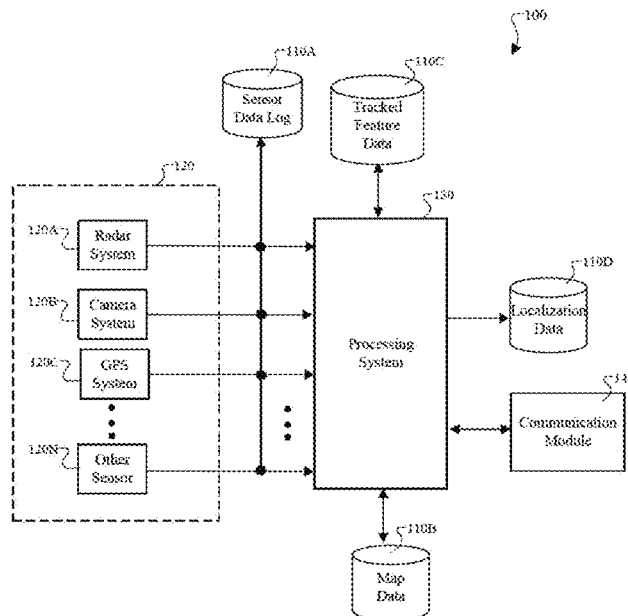 100
110A
Sensor
Data Log
110C
Tracked
Feature
Data
120
130
120A
Radar
System
110D
Localization
Data
120B
Camera
System
Processing
System
120C
GPS
System
Communication
Module
120N
Other
Sensor
110B
Map
Data